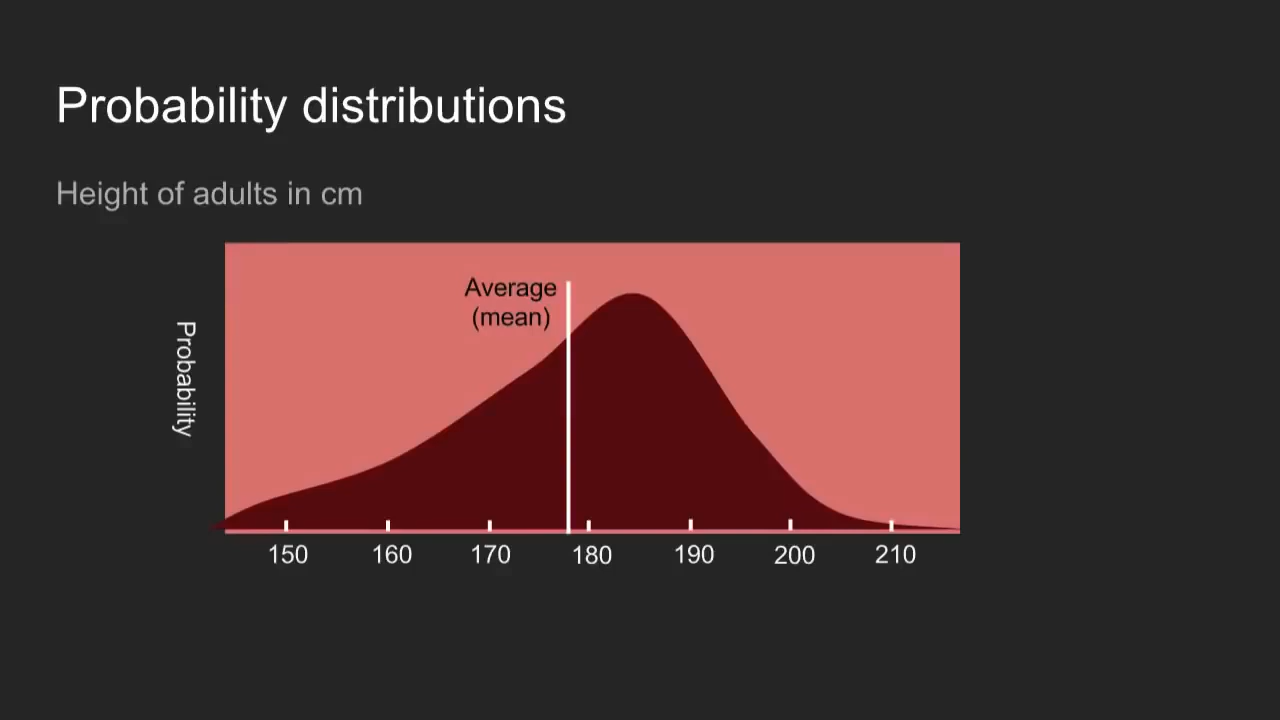 Probability distributions
Height of adults in cm
Average
(mean)
Probability
150 160 170 180 190 200 210